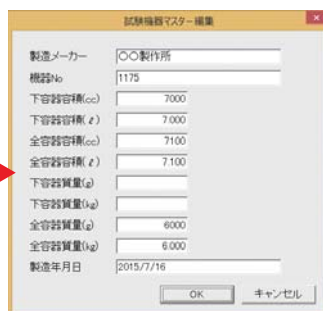 試験機器マスター編集
製造メーカー 〇〇製作所
機器No 1175
下容器容積(cc) 7000
下容器容積(ℓ) 7.000
全容器容積(cc) 7100
全容器容積(ℓ) 7.100
下容器質量(g)
下容器質量(kg)
全容器質量(g) 6000
全容器質量(kg) 6.000
製造年月日 2015/7/16
OK キャンセル